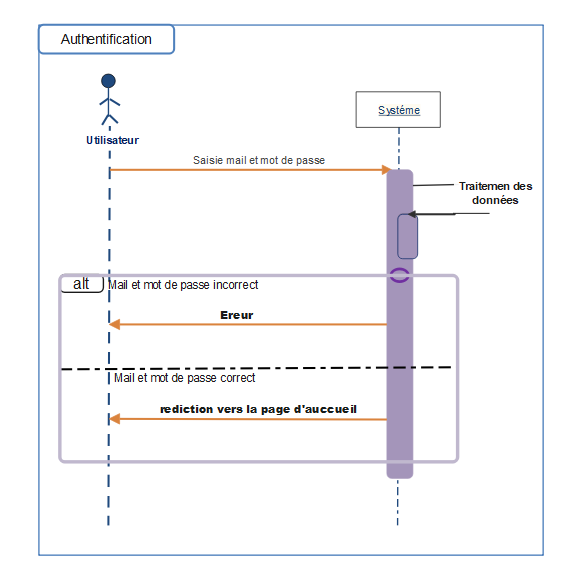 Authentification
Utilisateur
Systéme
Saisie mail et mot de passe
Traitemen des
données
alt
Mail et mot de passe incorrect
Ereur
Mail et mot de passe correct
rediction vers la page d'auccueil